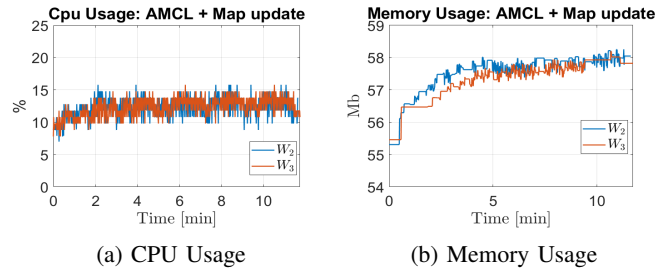 Cpu Usage: AMCL + Map update
25
20
15
10
5
0
%
0 2 4 6 8 10
Time [min]
W2
W3
(a) CPU Usage
Memory Usage: AMCL + Map update
59
58
57
56
55
54
Mb
0 5 10
Time [min]
W2
W3
(b) Memory Usage